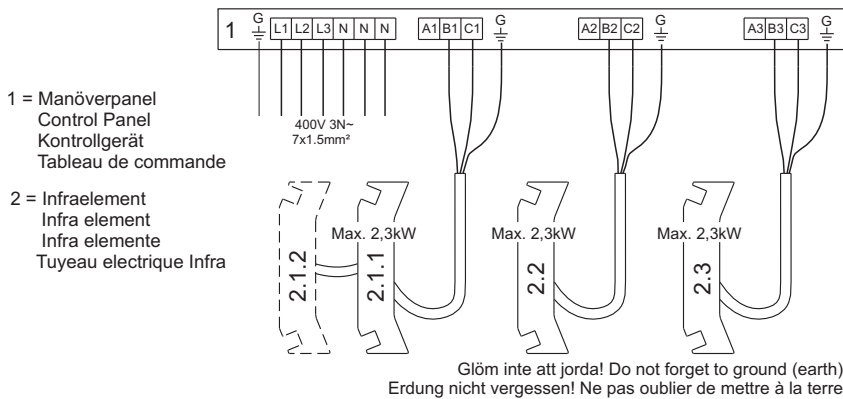 1 G L1 L2 L3 N N N A1 B1 C1 G A2 B2 C2 G A3 B3 C3 G
400V 3N~
7x1.5mm²
1 = Manöverpanel
Control Panel
Kontrollgerät
Tableau de commande
2 = Infraelement
Infra element
Infra elemente
Tuyeau electrique Infra
Max. 2,3kW Max. 2,3kW Max. 2,3kW
2.1.2 2.1.1 2.2 2.3
Glöm inte att jorda! Do not forget to ground (earth)
Erdung nicht vergessen! Ne pas oublier de mettre à la terre